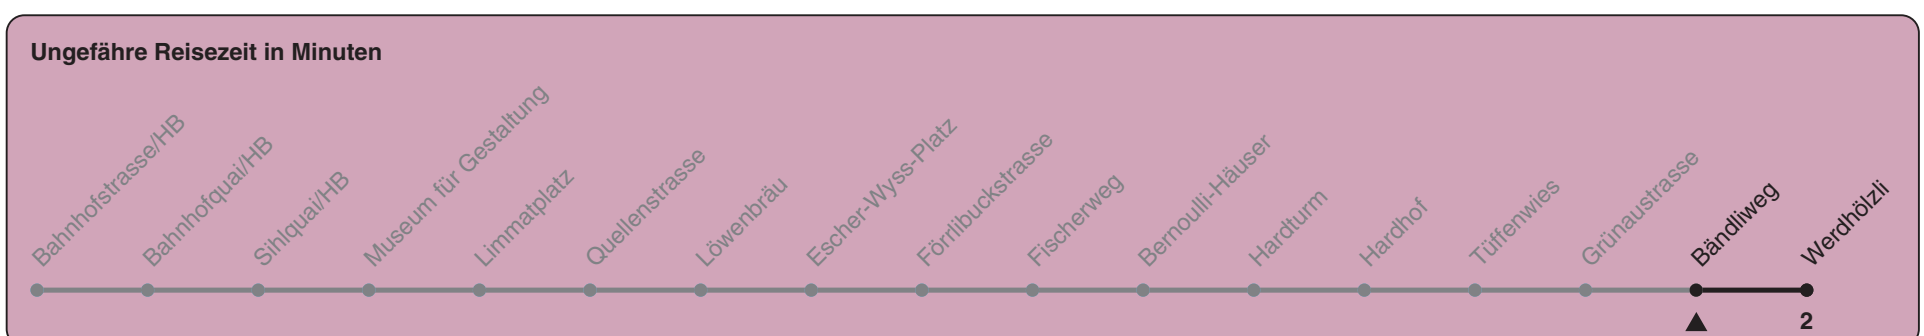 Ungefähre Reisezeit in Minuten
Bahnhofstrasse/HB
Bahnhofquai/HB
Sihlquai/HB
Museum für Gestaltung
Limmatplatz
Quellenstrasse
Löwenbräu
Escher-Wyss-Platz
Förrlibuckstrasse
Fischerweg
Bernoulli-Häuser
Hardturm
Hardhof
Tüffenwies
Grünaustrasse
Bändliweg
Werdhölzli
2